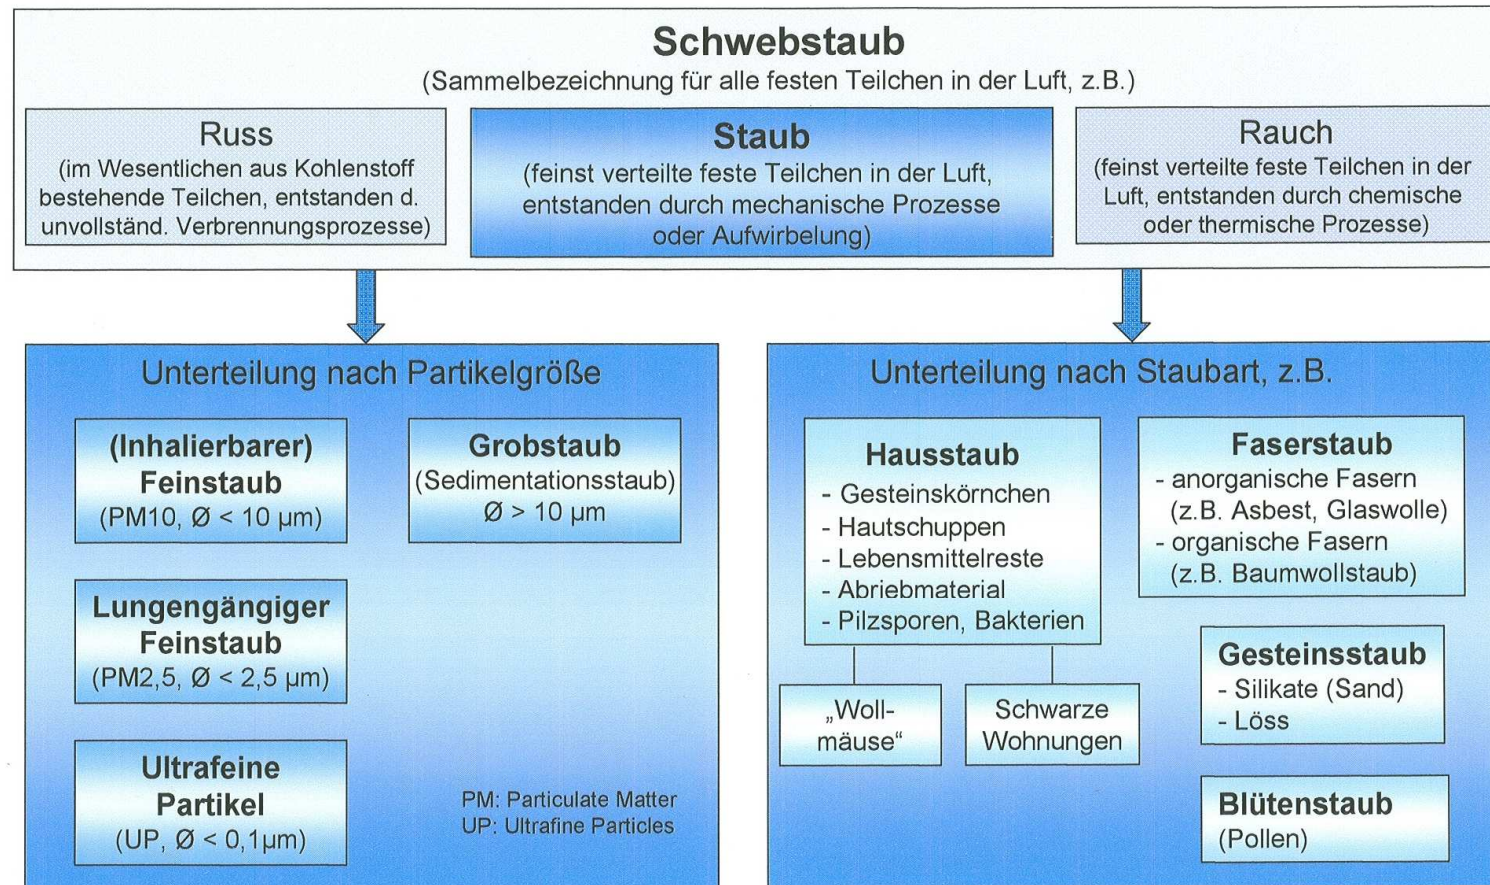 Schwebstaub
(Sammelbezeichnung für alle festen Teilchen in der Luft, z.B.)
Russ
(im Wesentlichen aus Kohlenstoff
bestehende Teilchen, entstanden d.
unvollständ. Verbrennungsprozesse)
Staub
(feinst verteilte feste Teilchen in der Luft,
entstanden durch mechanische Prozesse
oder Aufwirbelung)
Rauch
(feinst verteilte feste Teilchen in der
Luft, entstanden durch chemische
oder thermische Prozesse)
Unterteilung nach Partikelgröße
(Inhalierbarer)
Feinstaub
(PM10, Ø < 10 µm)
Grobstaub
(Sedimentationsstaub)
Ø > 10 µm
Lungengängiger
Feinstaub
(PM2,5, Ø < 2,5 µm)
Ultrafeine
Partikel
(UP, Ø < 0,1µm)
PM: Particulate Matter
UP: Ultrafine Particles
Unterteilung nach Staubart, z.B.
Hausstaub
- Gesteinskörnchen
- Hautschuppen
- Lebensmittelreste
- Abriebmaterial
- Pilzsporen, Bakterien
„Woll-
mäuse“
Schwarze
Wohnungen
Faserstaub
- anorganische Fasern
(z.B. Asbest, Glaswolle)
- organische Fasern
(z.B. Baumwollstaub)
Gesteinsstaub
- Silikate (Sand)
- Löss
Blütenstaub
(Pollen)